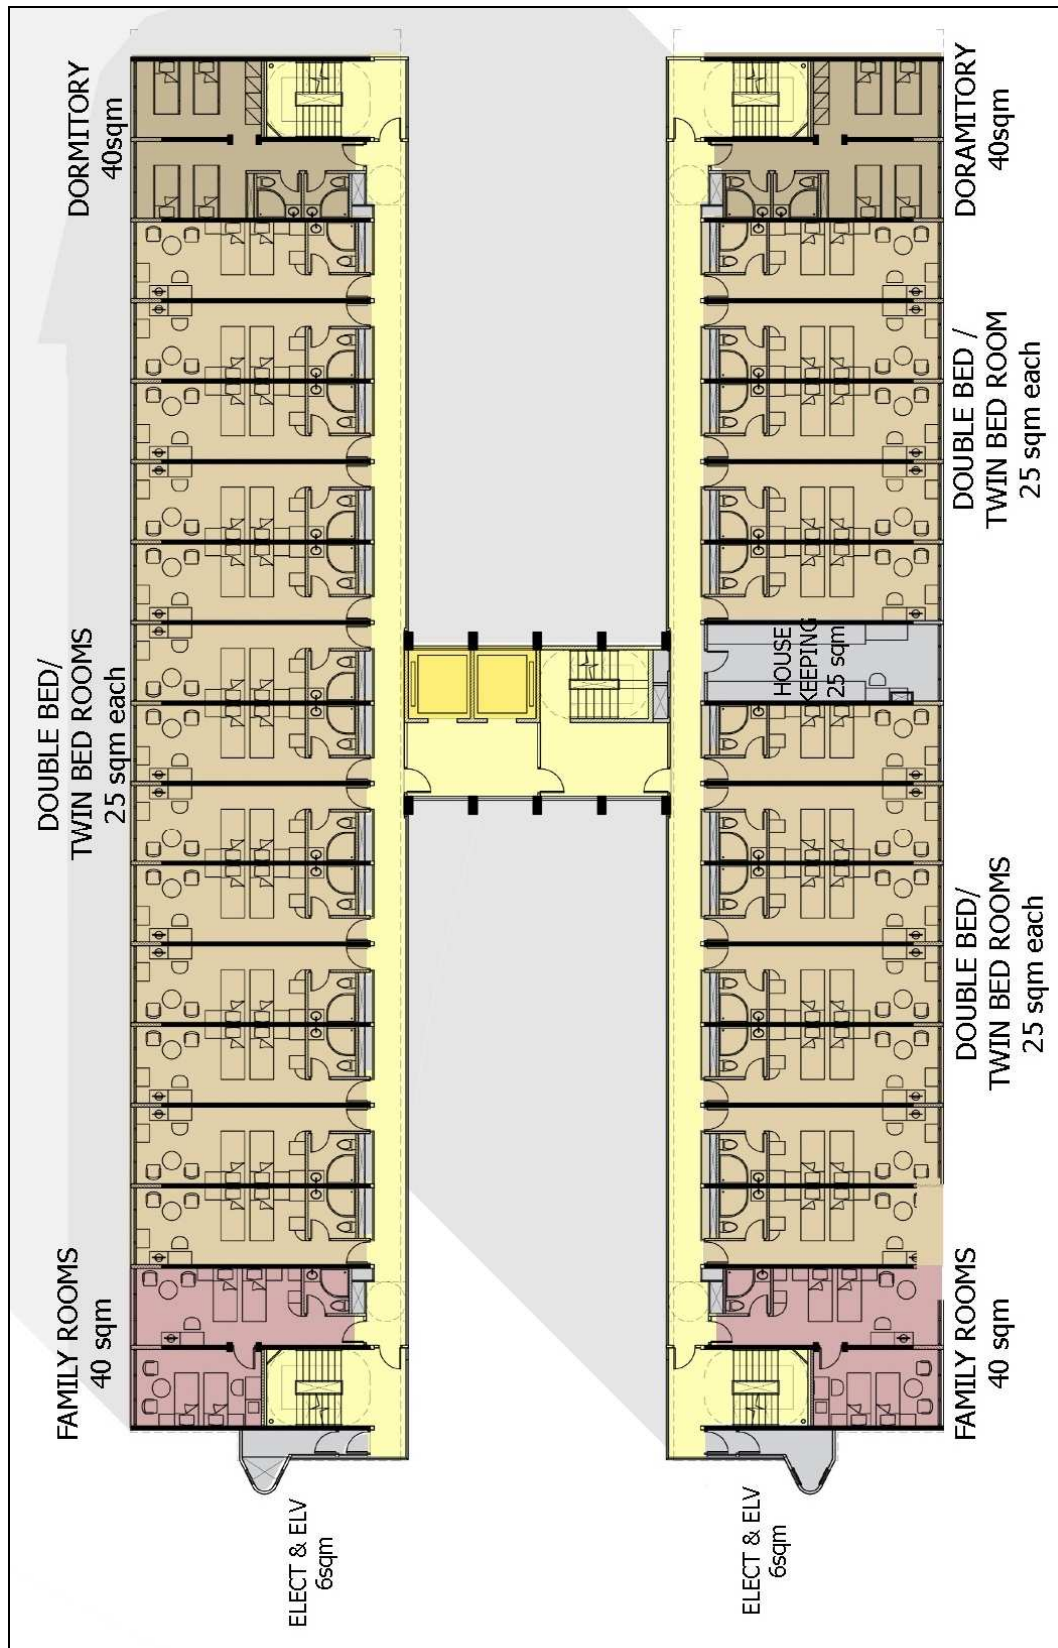 DORMITORY
40sqm
DOUBLE BED/
TWIN BED ROOMS
25 sqm each
FAMILY ROOMS
40 sqm
ELECT & ELV
6sqm
HOUSE
KEEPING
25 sqm
DORAMITORY
40sqm
DOUBLE BED /
TWIN BED ROOM
25 sqm each
DOUBLE BED/
TWIN BED ROOMS
25 sqm each
FAMILY ROOMS
40 sqm
ELECT & ELV
6sqm